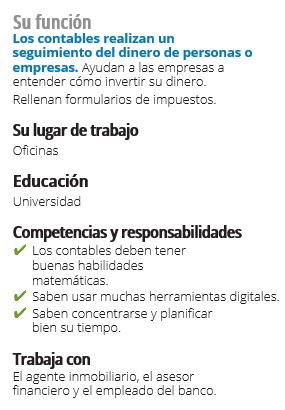 Su función
Los contables realizan un
seguimiento del dinero de personas o
empresas. Ayudan a las empresas a
entender cómo invertir su dinero.
Rellenan formularios de impuestos.
Su lugar de trabajo
Oficinas
Educación
Universidad
Competencias y responsabilidades
✔ Los contables deben tener
buenas habilidades
matemáticas.
✔ Saben usar muchas herramientas digitales.
✔ Saben concentrarse y planificar
bien su tiempo.
Trabaja con
El agente inmobiliario, el asesor
financiero y el empleado del banco.